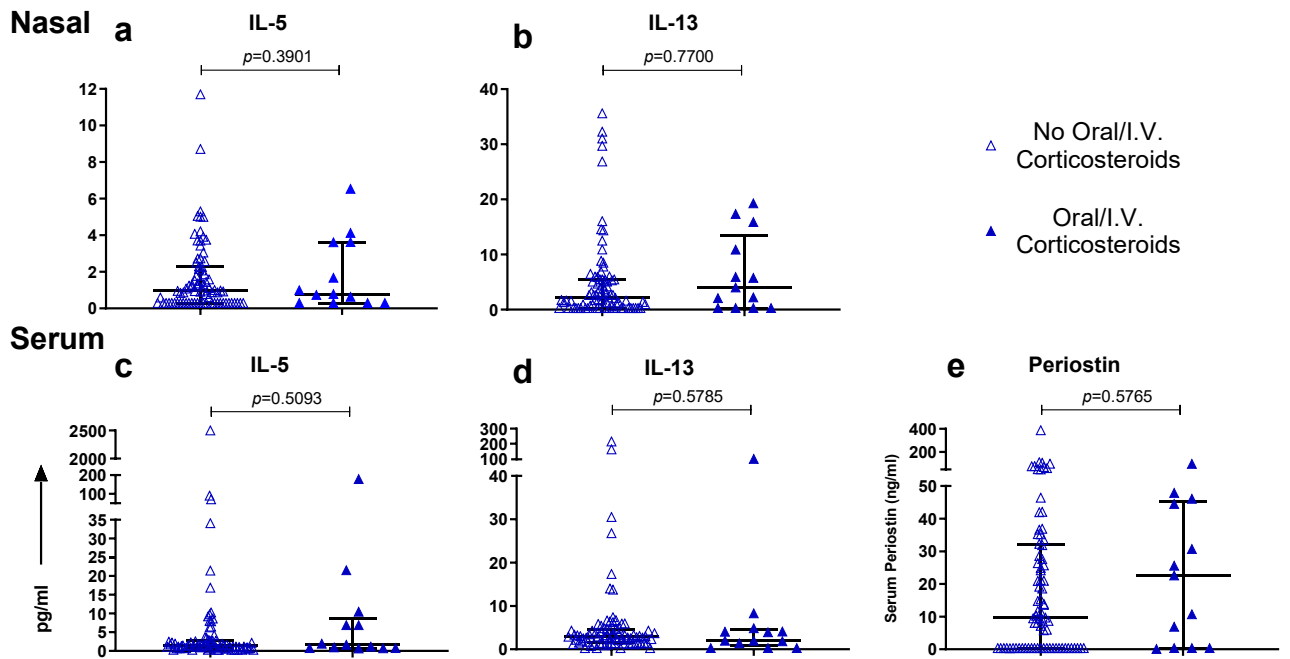 Nasal
a
IL-5
p=0.3901
12
10
8
6
4
2
0
b
IL-13
p=0.7700
40
30
20
10
0
No Oral/I.V.
Corticosteroids
Oral/I.V.
Corticosteroids
Serum
c
IL-5
p=0.5093
pg/ml
2500
2000
200
100
35
30
25
20
15
10
5
0
d
IL-13
p=0.5785
300
200
100
40
30
20
10
0
e
Periostin
p=0.5765
Serum Periostin (ng/ml)
400
200
50
40
30
20
10
0